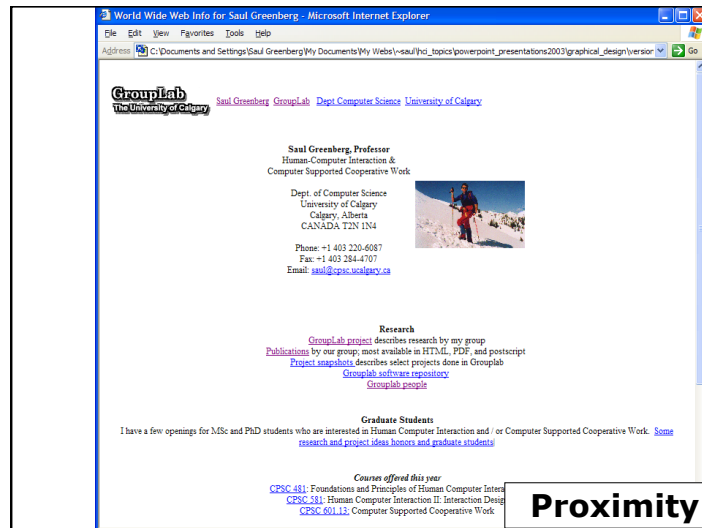 World Wide Web Info for Saul Greenberg - Microsoft Internet Explorer
File Edit View Favorites Tools Help
Address C:\Documents and Settings\Saul Greenberg\My Documents\My Webs\~saul\hci_topics\powerpoint_presentations2003\graphical_design\version Go
GroupLab
The University of Calgary
Saul Greenberg GroupLab Dept Computer Science University of Calgary
Saul Greenberg, Professor
Human-Computer Interaction &
Computer Supported Cooperative Work
Dept. of Computer Science
University of Calgary
Calgary, Alberta
CANADA T2N 1N4
Phone: +1 403 220-6087
Fax: +1 403 284-4707
Email: saul@cpsc.ucalgary.ca
Research
GroupLab project describes research by my group
Publications by our group; most available in HTML, PDF, and postscript
Project snapshots describes select projects done in Grouplab
Grouplab software repository
Grouplab people
Graduate Students
I have a few openings for MSc and PhD students who are interested in Human Computer Interaction and / or Computer Supported Cooperative Work. Some
research and project ideas honors and graduate students|
Courses offered this year
CPSC 481: Foundations and Principles of Human Computer Intera
CPSC 581: Human Computer Interaction II: Interaction Desig
CPSC 601.13: Computer Supported Cooperative Work
Proximity